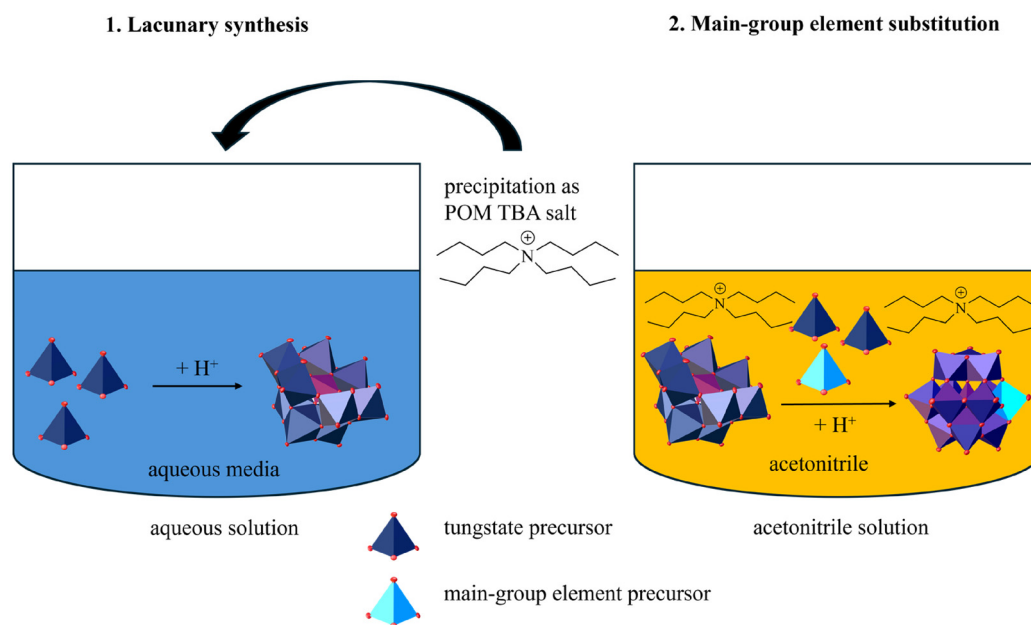 1. Lacunary synthesis
2. Main-group element substitution
precipitation as
POM TBA salt
⊕
N
⊕
N
⊕
N
+ H⁺
+ H⁺
aqueous media
acetonitrile
aqueous solution
acetonitrile solution
tungstate precursor
main-group element precursor